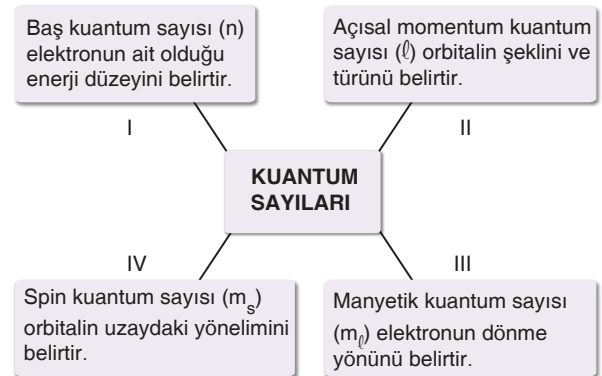 Baş kuantum sayısı (n)
elektronun ait olduğu
enerji düzeyini belirtir.
Açısal momentum kuantum
sayısı (ℓ) orbitalin şeklini ve
türünü belirtir.
I
II
KUANTUM
SAYILARI
IV
III
Spin kuantum sayısı (mₛ)
orbitalin uzaydaki yönelimini
belirtir.
Manyetik kuantum sayısı
(m_ℓ) elektronun dönme
yönünü belirtir.